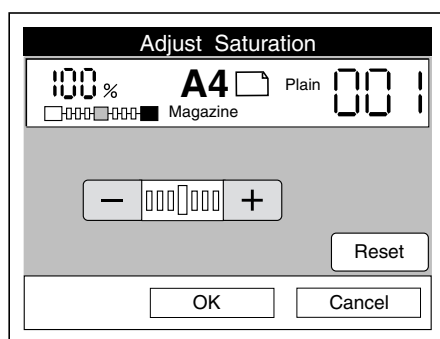 Adjust Saturation
100 % A4 Plain 001
Magazine
− +
Reset
OK Cancel